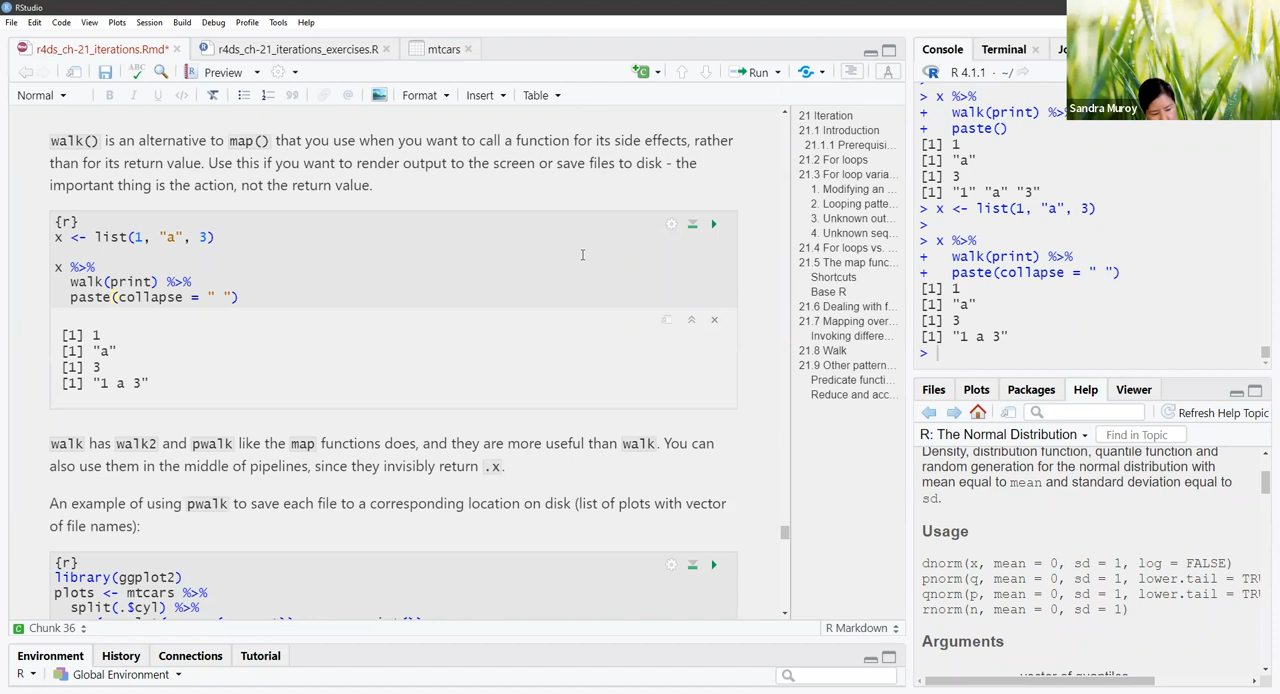 RStudio
File Edit Code View Plots Session Build Debug Profile Tools Help
r4ds_ch-21_iterations.Rmd* r4ds_ch-21_iterations_exercises.R mtcars
Preview Run
Normal B I U </> Format Insert Table
walk() is an alternative to map() that you use when you want to call a function for its side effects, rather
than for its return value. Use this if you want to render output to the screen or save files to disk - the
important thing is the action, not the return value.
{r}
x <- list(1, "a", 3)
x %>%
walk(print) %>%
paste(collapse = " ")
[1] 1
[1] "a"
[1] 3
[1] "1 a 3"
walk has walk2 and pwalk like the map functions does, and they are more useful than walk. You can
also use them in the middle of pipelines, since they invisibly return .x.
An example of using pwalk to save each file to a corresponding location on disk (list of plots with vector
of file names):
{r}
library(ggplot2)
plots <- mtcars %>%
split(.$cyl) %>%
Chunk 36 R Markdown
21 Iteration
21.1 Introduction
21.1.1 Prerequisi...
21.2 For loops
21.3 For loop varia...
1. Modifying an ...
2. Looping patte...
3. Unknown out...
4. Unknown seq...
21.4 For loops vs. ...
21.5 The map func...
Shortcuts
Base R
21.6 Dealing with f...
21.7 Mapping over...
Invoking differe...
21.8 Walk
21.9 Other pattern...
Predicate functi...
Reduce and acc...
Environment History Connections Tutorial
R Global Environment
Console Terminal
R 4.1.1 · ~/
> x %>%
+ walk(print) %>%
+ paste()
[1] 1
[1] "a"
[1] 3
[1] "1" "a" "3"
> x <- list(1, "a", 3)
>
> x %>%
+ walk(print) %>%
+ paste(collapse = " ")
[1] 1
[1] "a"
[1] 3
[1] "1 a 3"
>
Sandra Muroy
Files Plots Packages Help Viewer
Refresh Help Topic
R: The Normal Distribution Find in Topic
Density, distribution function, quantile function and
random generation for the normal distribution with
mean equal to mean and standard deviation equal to
sd.
Usage
dnorm(x, mean = 0, sd = 1, log = FALSE)
pnorm(q, mean = 0, sd = 1, lower.tail = TRU
qnorm(p, mean = 0, sd = 1, lower.tail = TRU
rnorm(n, mean = 0, sd = 1)
Arguments
vector of quantiles